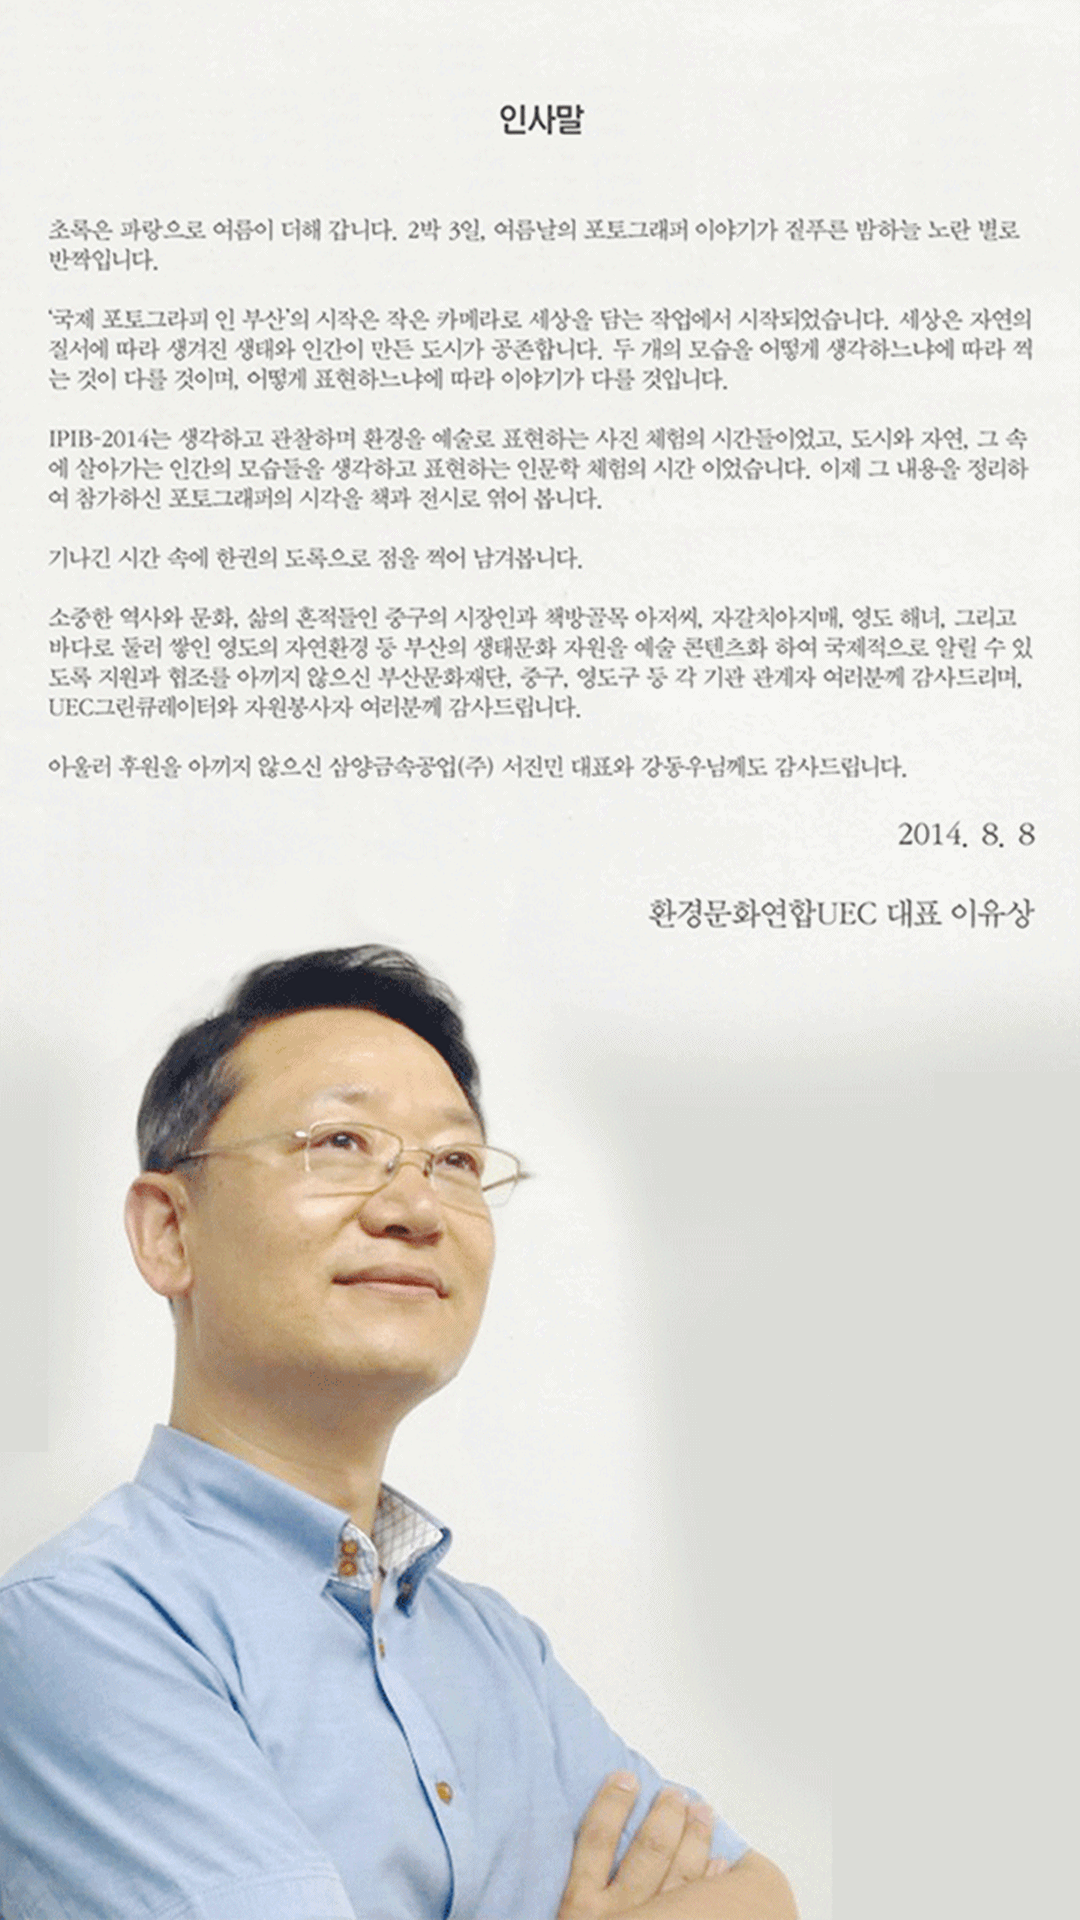 인사말
초록은 파랑으로 여름이 더해 갑니다. 2박 3일, 여름날의 포토그래퍼 이야기가 짙푸른 밤하늘 노란 별로
반짝입니다.
‘국제 포토그라피 인 부산’의 시작은 작은 카메라로 세상을 담는 작업에서 시작되었습니다. 세상은 자연의
질서에 따라 생겨진 생태와 인간이 만든 도시가 공존합니다. 두 개의 모습을 어떻게 생각하느냐에 따라 찍
는 것이 다를 것이며, 어떻게 표현하느냐에 따라 이야기가 다를 것입니다.
IPIB-2014는 생각하고 관찰하며 환경을 예술로 표현하는 사진 체험의 시간들이었고, 도시와 자연, 그 속
에 살아가는 인간의 모습들을 생각하고 표현하는 인문학 체험의 시간 이었습니다. 이제 그 내용을 정리하
여 참가하신 포토그래퍼의 시각을 책과 전시로 엮어 봅니다.
기나긴 시간 속에 한권의 도록으로 점을 찍어 남겨봅니다.
소중한 역사와 문화, 삶의 흔적들인 중구의 시장인과 책방골목 아저씨, 자갈치아지매, 영도 해녀, 그리고
바다로 둘러 쌓인 영도의 자연환경 등 부산의 생태문화 자원을 예술 콘텐츠화 하여 국제적으로 알릴 수 있
도록 지원과 협조를 아끼지 않으신 부산문화재단, 중구, 영도구 등 각 기관 관계자 여러분께 감사드리며,
UEC그린큐레이터와 자원봉사자 여러분께 감사드립니다.
아울러 후원을 아끼지 않으신 삼양금속공업(주) 서진민 대표와 강동우님께도 감사드립니다.
2014. 8. 8
환경문화연합UEC 대표 이유상